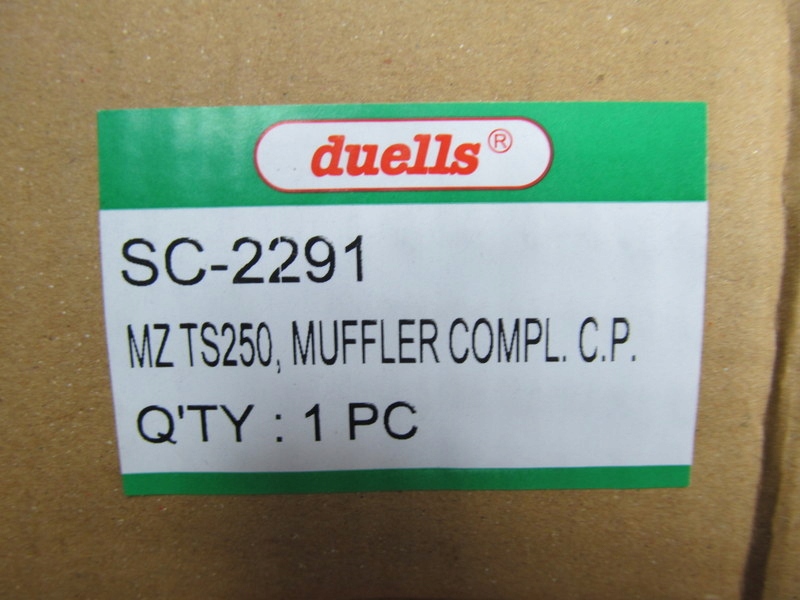 duells®
SC-2291
MZ TS250, MUFFLER COMPL. C.P.
Q'TY : 1 PC